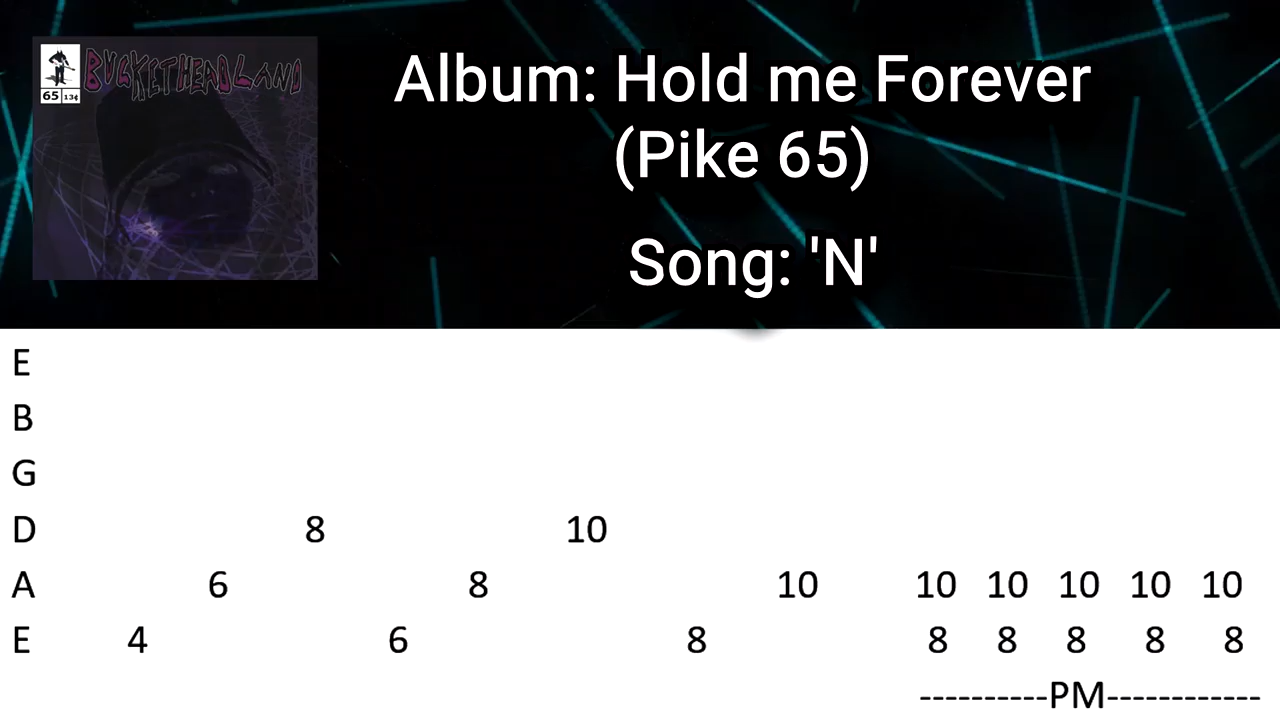 BUCKETHEADLAND
65 13¢
Album: Hold me Forever
(Pike 65)
Song: 'N'
E
B
G
D 8 10
A 6 8 10 10 10 10 10 10
E 4 6 8 8 8 8 8 8
----------PM------------